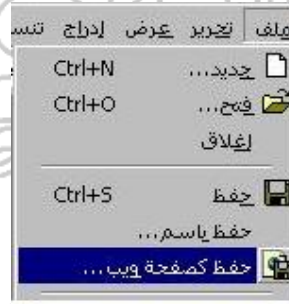 ملف تحرير عرض إدراج تنس
جديد... Ctrl+N
فتح... Ctrl+O
إغلاق
حفظ Ctrl+S
حفظ باسم...
حفظ كصفحة ويب...